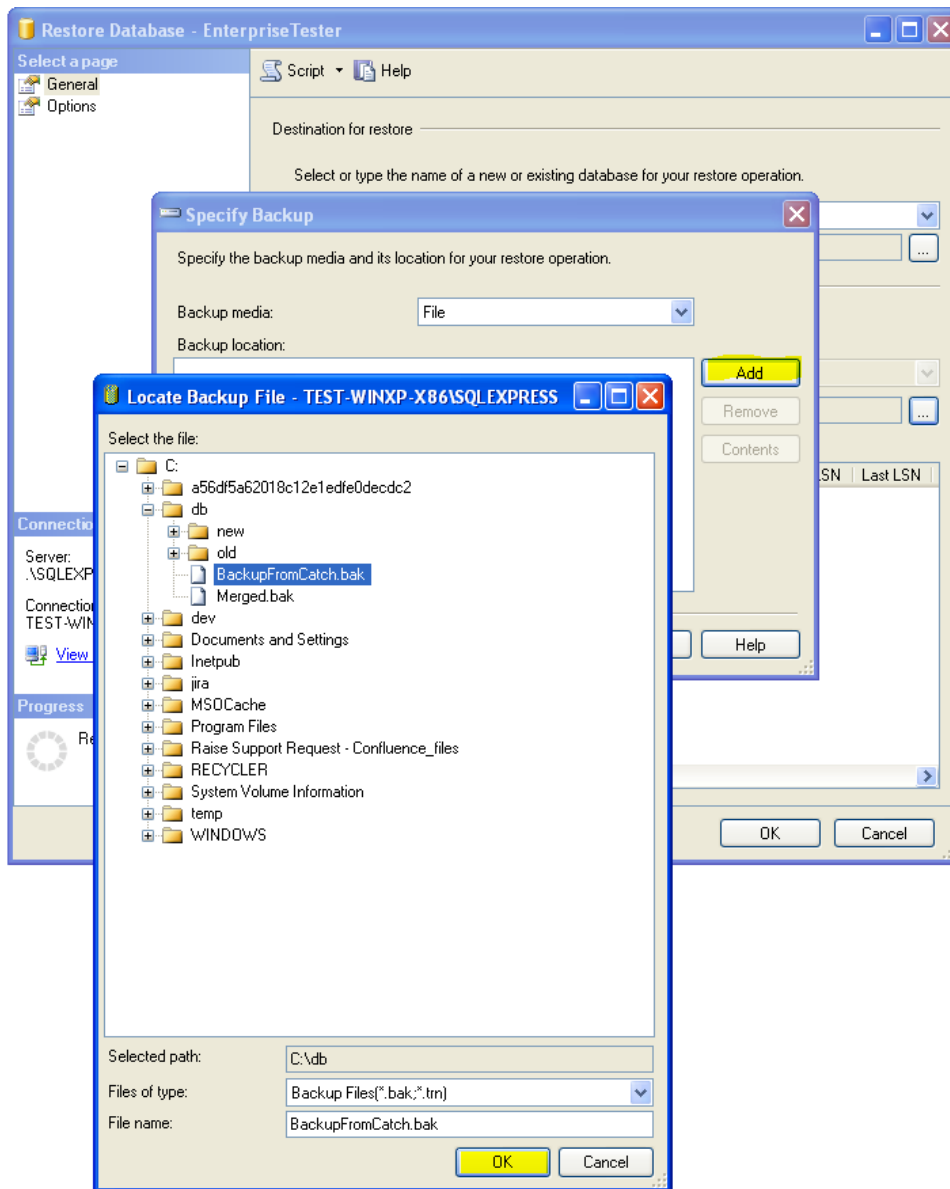 Restore Database - EnterpriseTester
Select a page
General
Options
Script
Help
Destination for restore
Select or type the name of a new or existing database for your restore operation.
...
Specify Backup
Specify the backup media and its location for your restore operation.
Backup media:
File
Backup location:
Add
Remove
Contents
...
LSN
Last LSN
Help
Locate Backup File - TEST-WINXP-X86\SQLEXPRESS
Select the file:
C:
a56df5a62018c12e1edfe0decdc2
db
new
old
BackupFromCatch.bak
Merged.bak
dev
Documents and Settings
Inetpub
jira
MSOCache
Program Files
Raise Support Request - Confluence_files
RECYCLER
System Volume Information
temp
WINDOWS
Selected path:
C:\db
Files of type:
Backup Files(*.bak;*.trn)
File name:
BackupFromCatch.bak
OK
Cancel
Connectio
Server:
.\SQLEXP
Connection
TEST-WIN
View
Progress
Re
OK
Cancel